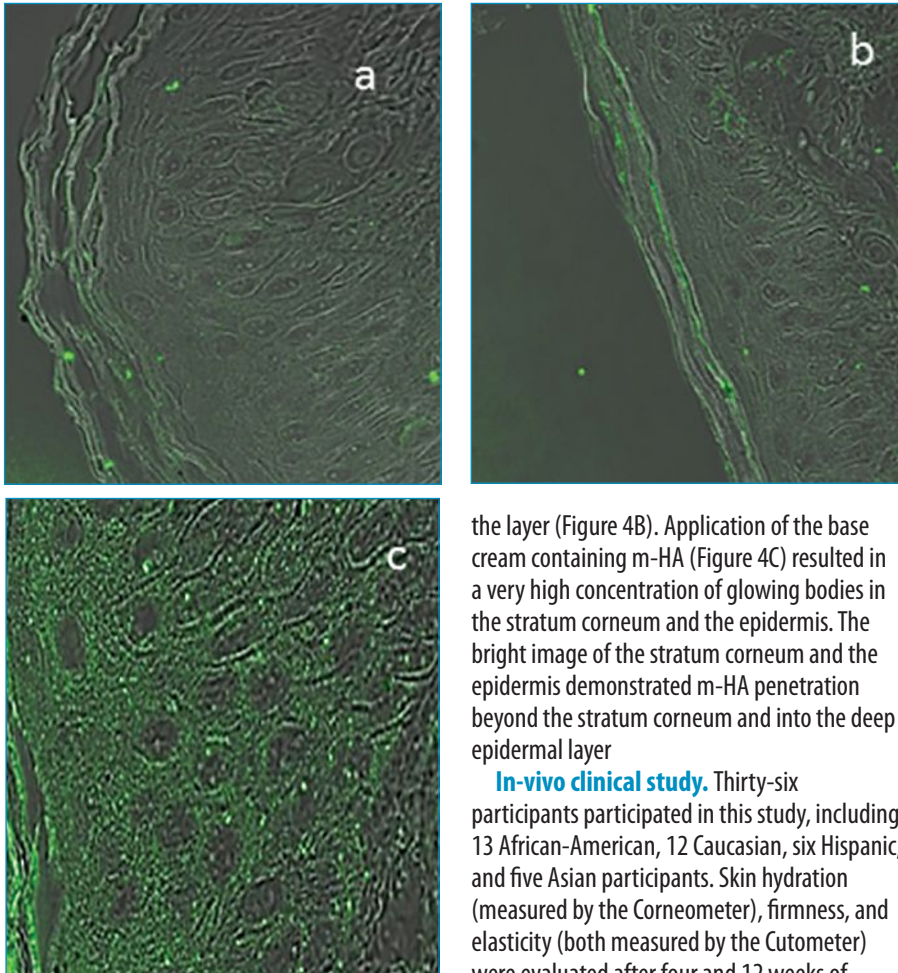 a
b
c
the layer (Figure 4B). Application of the base
cream containing m-HA (Figure 4C) resulted in
a very high concentration of glowing bodies in
the stratum corneum and the epidermis. The
bright image of the stratum corneum and the
epidermis demonstrated m-HA penetration
beyond the stratum corneum and into the deep
epidermal layer
In-vivo clinical study. Thirty-six
participants participated in this study, including
13 African-American, 12 Caucasian, six Hispanic,
and five Asian participants. Skin hydration
(measured by the Corneometer), firmness, and
elasticity (both measured by the Cutometer)
were evaluated after four and 12 weeks of